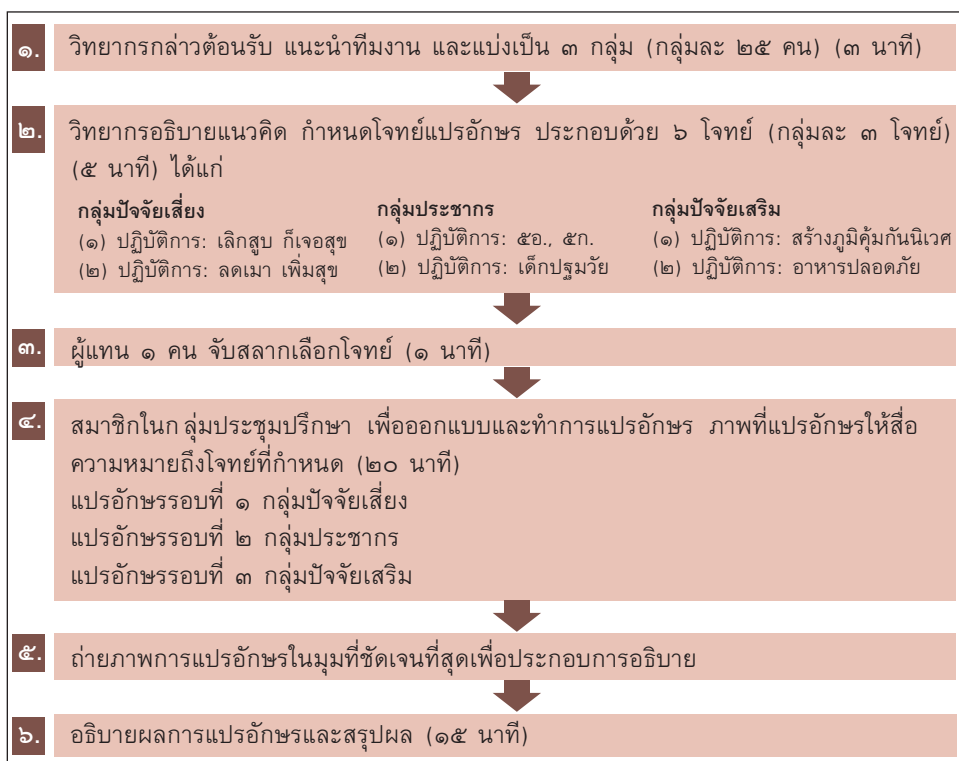 ๑. วิทยากรกล่าวต้อนรับ แนะนำทีมงาน และแบ่งเป็น ๓ กลุ่ม (กลุ่มละ ๒๕ คน) (๓ นาที)
๒. วิทยากรอธิบายแนวคิด กำหนดโจทย์แปรอักษร ประกอบด้วย ๖ โจทย์ (กลุ่มละ ๓ โจทย์)
(๕ นาที) ได้แก่
กลุ่มปัจจัยเสี่ยง
(๑) ปฏิบัติการ: เลิกสูบ ก็เจอสุข
(๒) ปฏิบัติการ: ลดเมา เพิ่มสุข
กลุ่มประชากร
(๑) ปฏิบัติการ: ๕อ., ๕ก.
(๒) ปฏิบัติการ: เด็กปฐมวัย
กลุ่มปัจจัยเสริม
(๑) ปฏิบัติการ: สร้างภูมิคุ้มกันนิเวศ
(๒) ปฏิบัติการ: อาหารปลอดภัย
๓. ผู้แทน ๑ คน จับสลากเลือกโจทย์ (๑ นาที)
๔. สมาชิกในก ลุ่มประชุมปรึกษา เพื่อออกแบบและทำการแปรอักษร ภาพที่แปรอักษรให้สื่อ
ความหมายถึงโจทย์ที่กำหนด (๒๐ นาที)
แปรอักษรรอบที่ ๑ กลุ่มปัจจัยเสี่ยง
แปรอักษรรอบที่ ๒ กลุ่มประชากร
แปรอักษรรอบที่ ๓ กลุ่มปัจจัยเสริม
๕. ถ่ายภาพการแปรอักษรในมุมที่ชัดเจนที่สุดเพื่อประกอบการอธิบาย
๖. อธิบายผลการแปรอักษรและสรุปผล (๑๕ นาที)